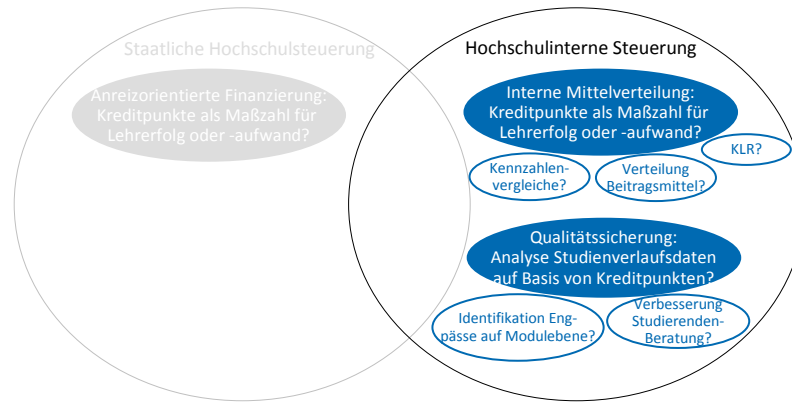 Staatliche Hochschulsteuerung
Anreizorientierte Finanzierung:
Kreditpunkte als Maßzahl für
Lehrerfolg oder -aufwand?
Hochschulinterne Steuerung
Interne Mittelverteilung:
Kreditpunkte als Maßzahl für
Lehrerfolg oder -aufwand?
KLR?
Kennzahlen-
vergleiche?
Verteilung
Beitragsmittel?
Qualitätssicherung:
Analyse Studienverlaufsdaten
auf Basis von Kreditpunkten?
Identifikation Eng-
pässe auf Modulebene?
Verbesserung
Studierenden-
Beratung?